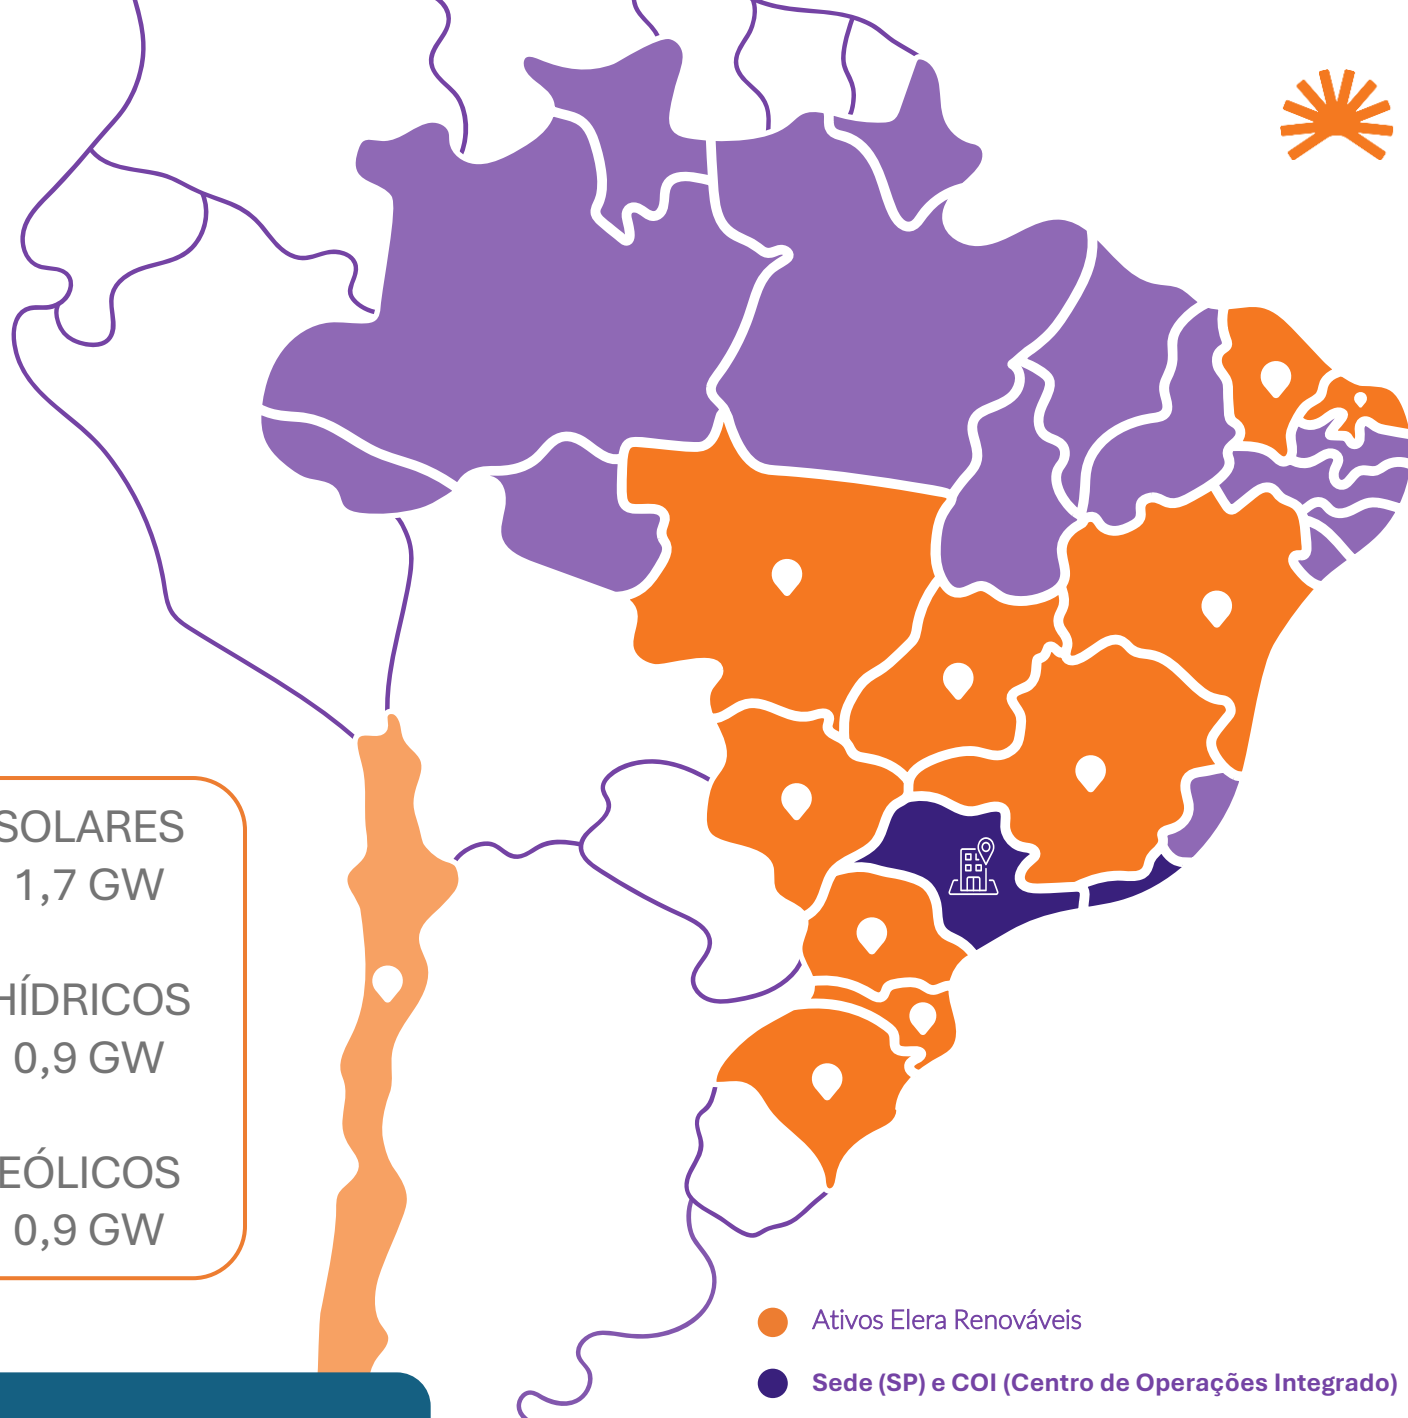 SOLARES
1,7 GW
HÍDRICOS
0,9 GW
EÓLICOS
0,9 GW
Ativos Elera Renováveis
Sede (SP) e COI (Centro de Operações Integrado)